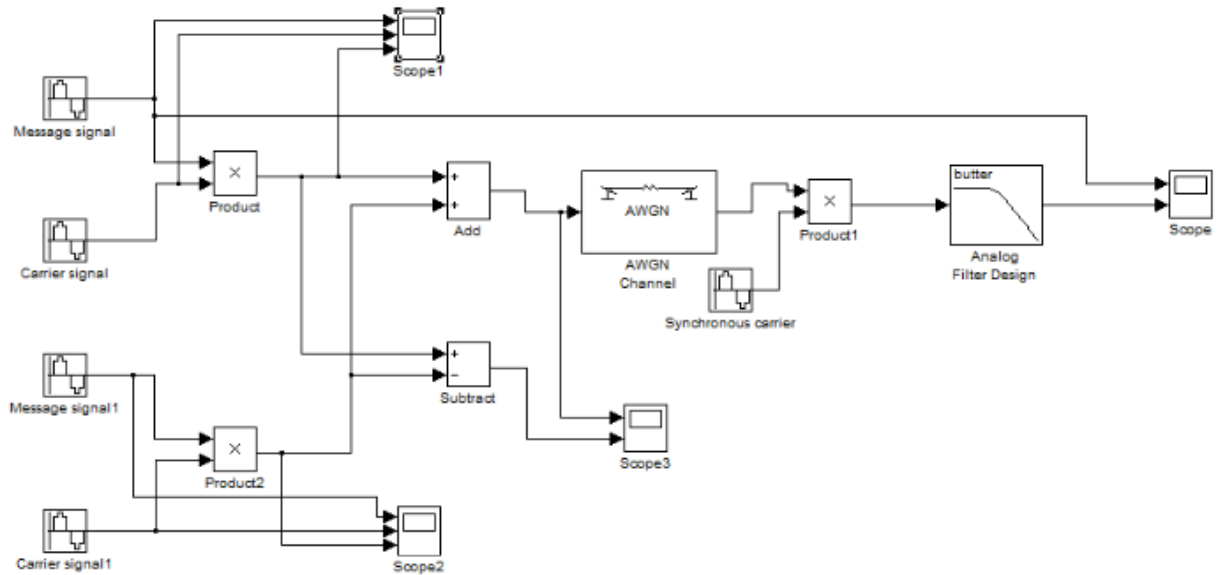 Scope1
Message signal
×
Product
Carrier signal
+
+
Add
AWGN
AWGN
Channel
×
Product1
butter
Analog
Filter Design
Scope
Synchronous carrier
Message signal1
+
−
Subtract
×
Product2
Scope3
Carrier signal1
Scope2